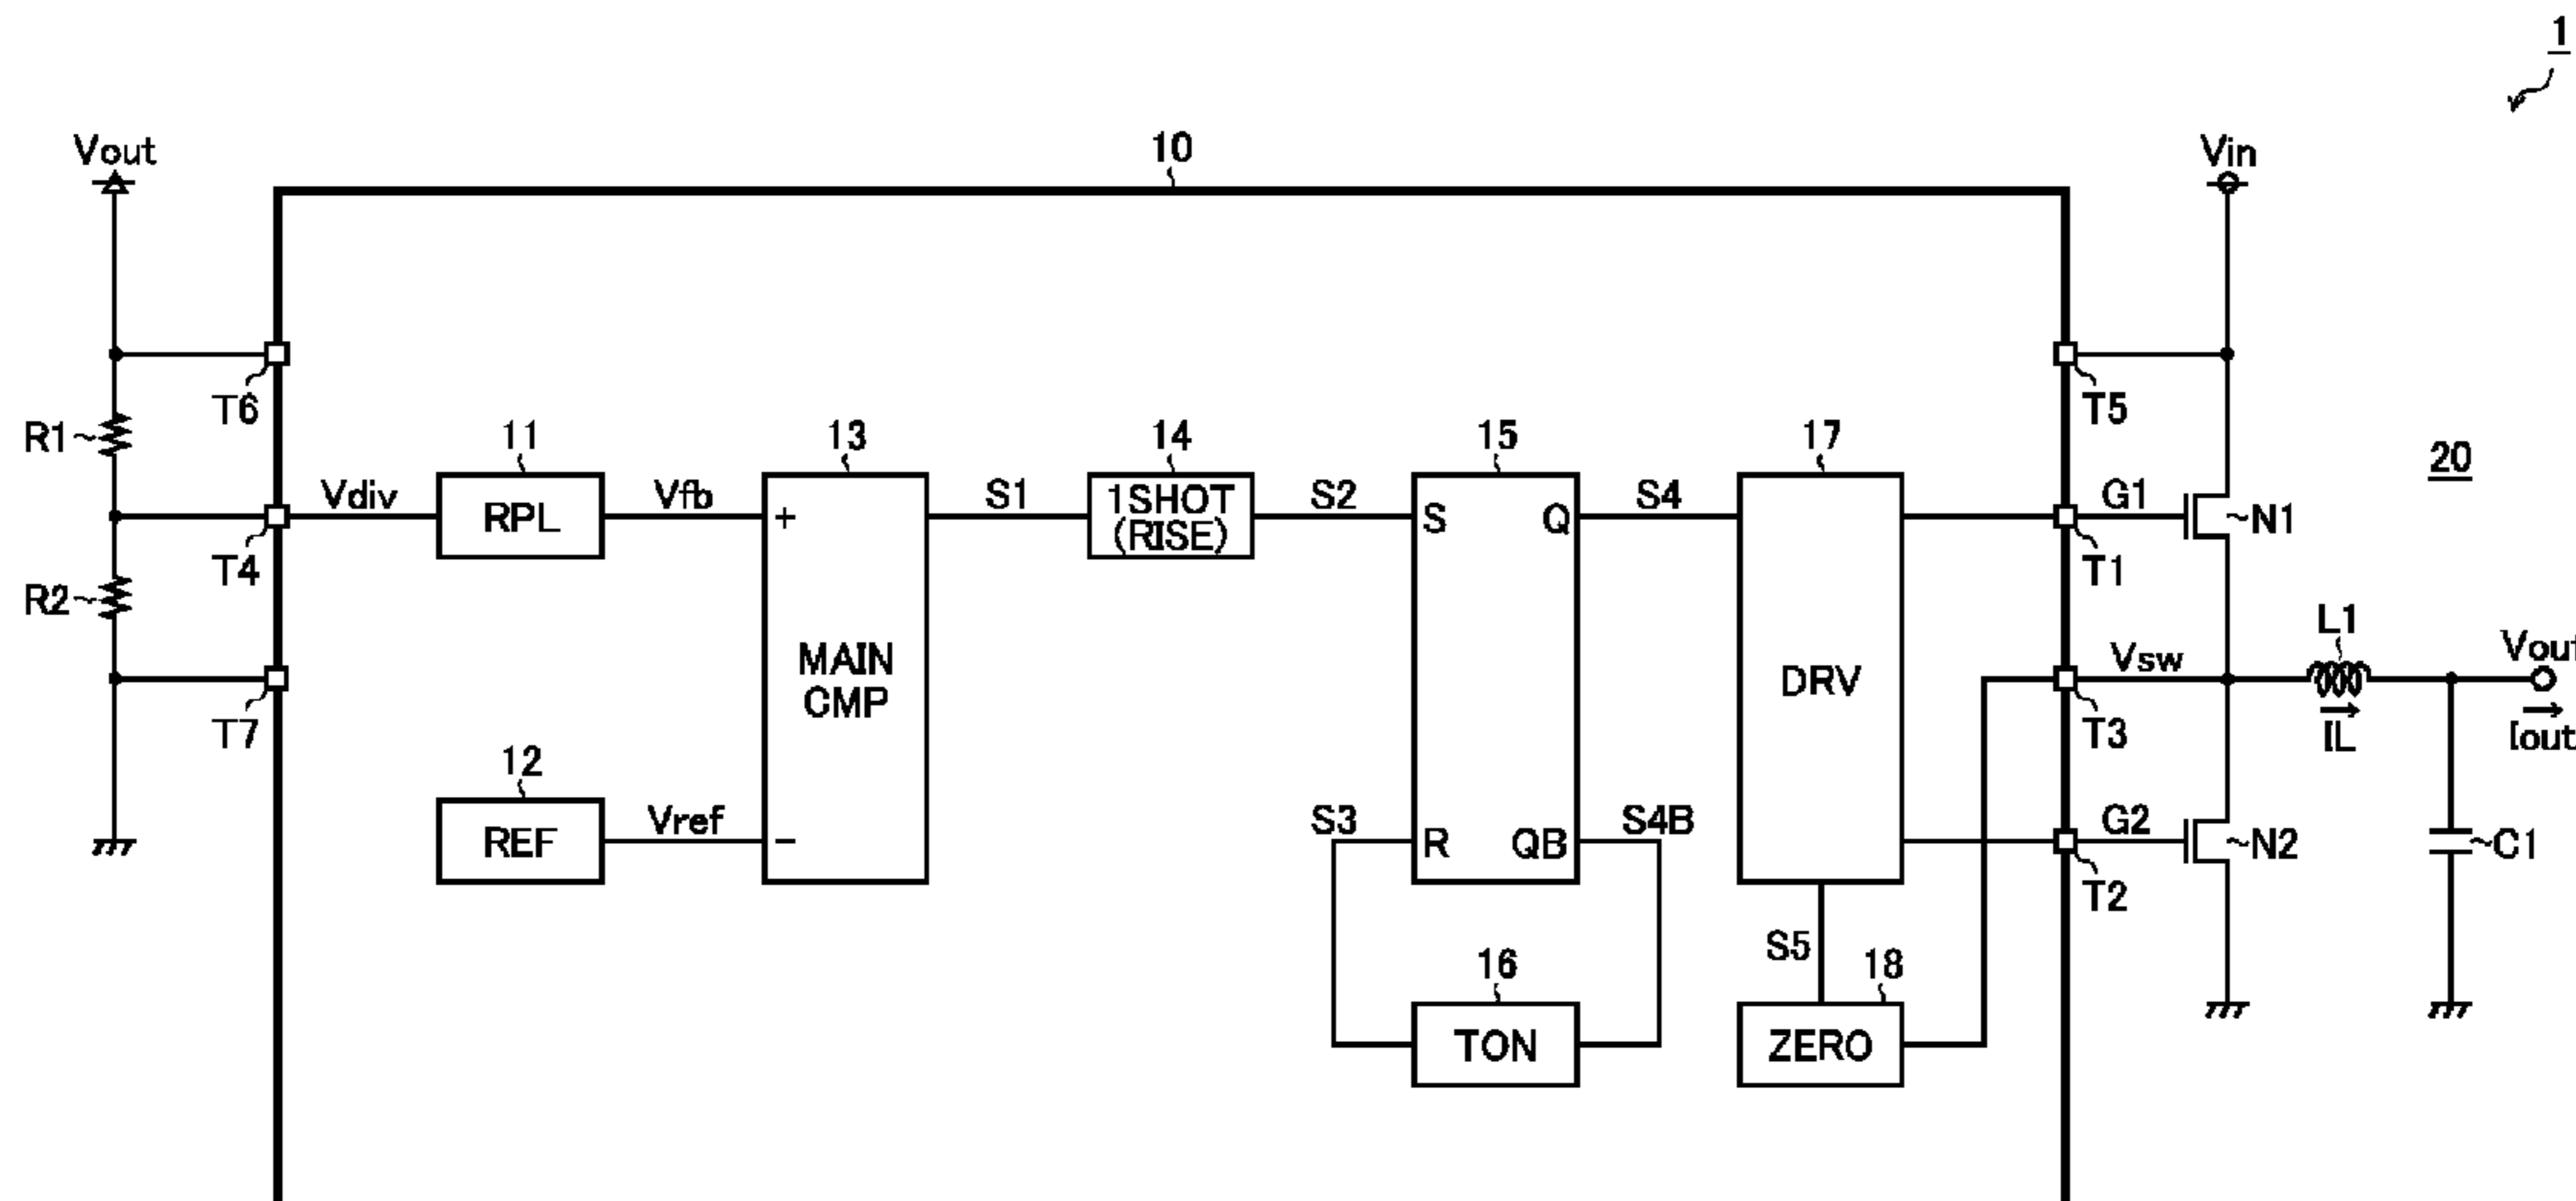 1
Vout
10
Vin
T6
T5
R1
11
13
14
15
17
20
Vdiv
RPL
Vfb
+
S1
1SHOT
(RISE)
S2
S
Q
S4
G1
N1
T4
T1
R2
MAIN
CMP
DRV
Vsw
L1
Vout
T7
T3
IL
Iout
12
REF
Vref
−
S3
R
QB
S4B
G2
N2
C1
T2
S5
16
18
TON
ZERO